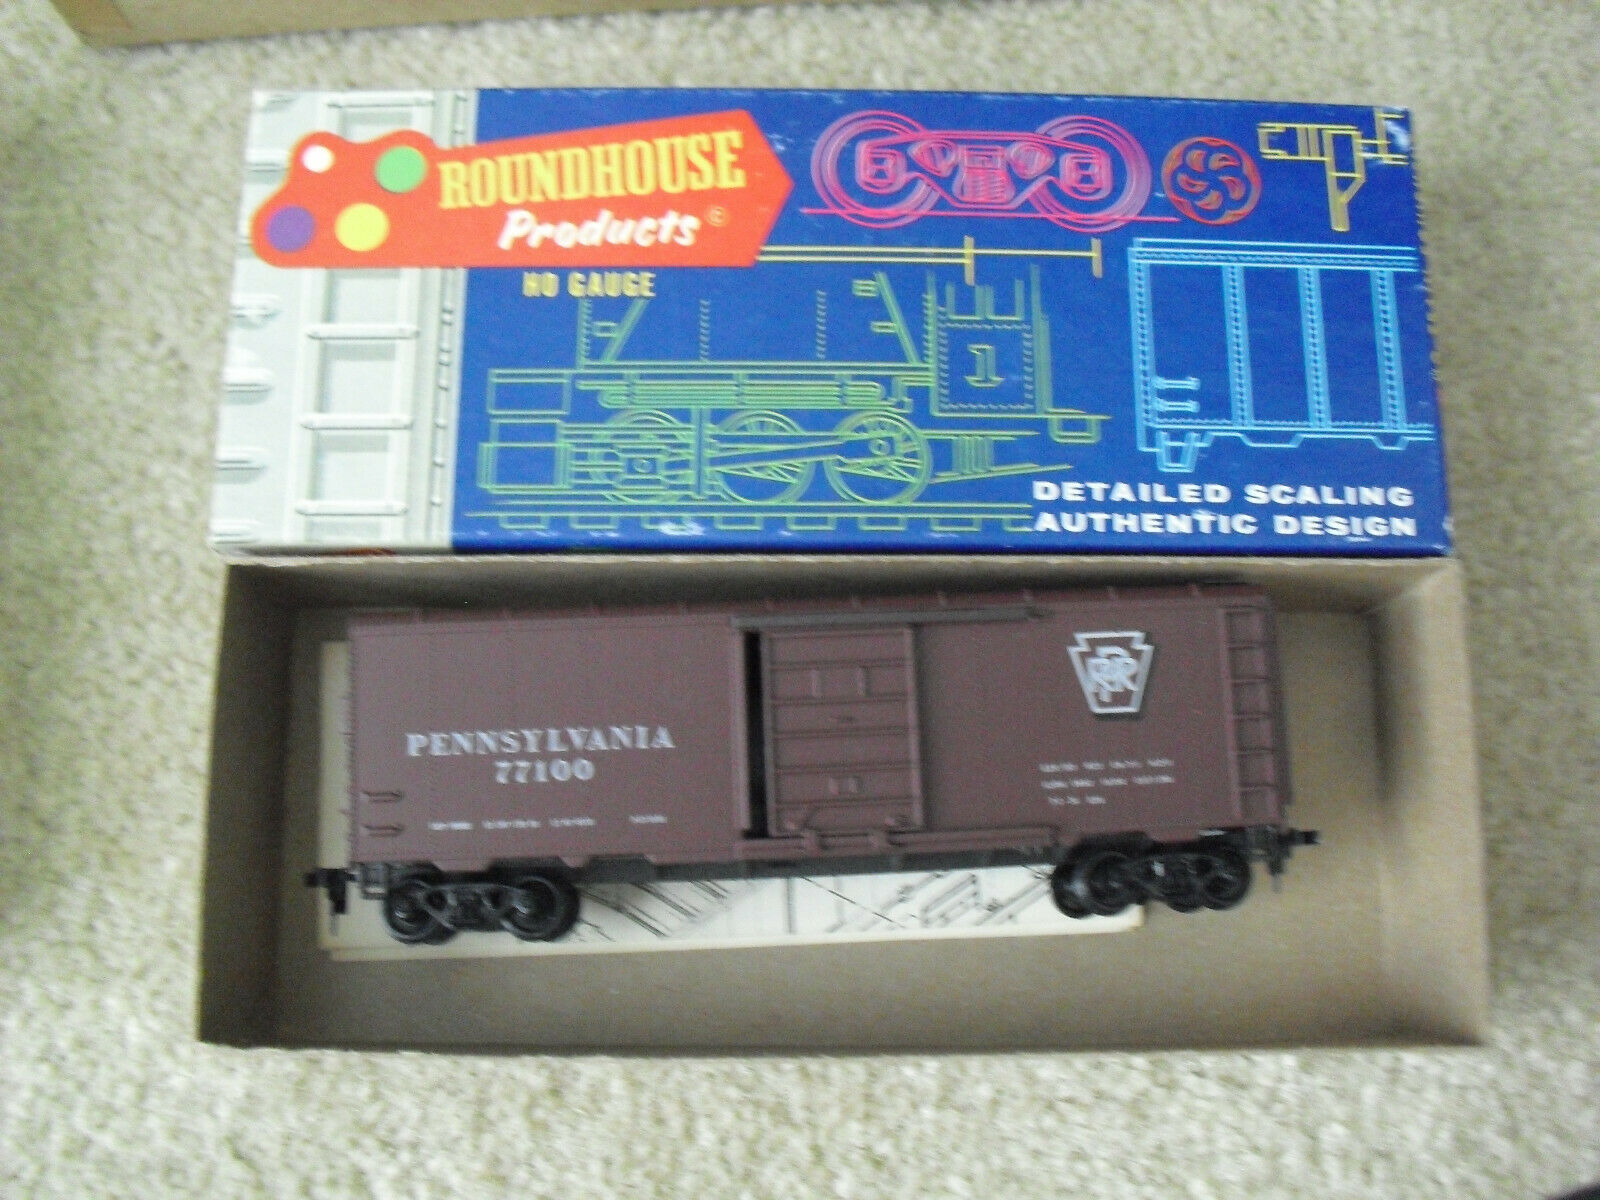 ROUNDHOUSE
Products®
HO GAUGE
1
DETAILED SCALING
AUTHENTIC DESIGN
PENNSYLVANIA
77100
PRR